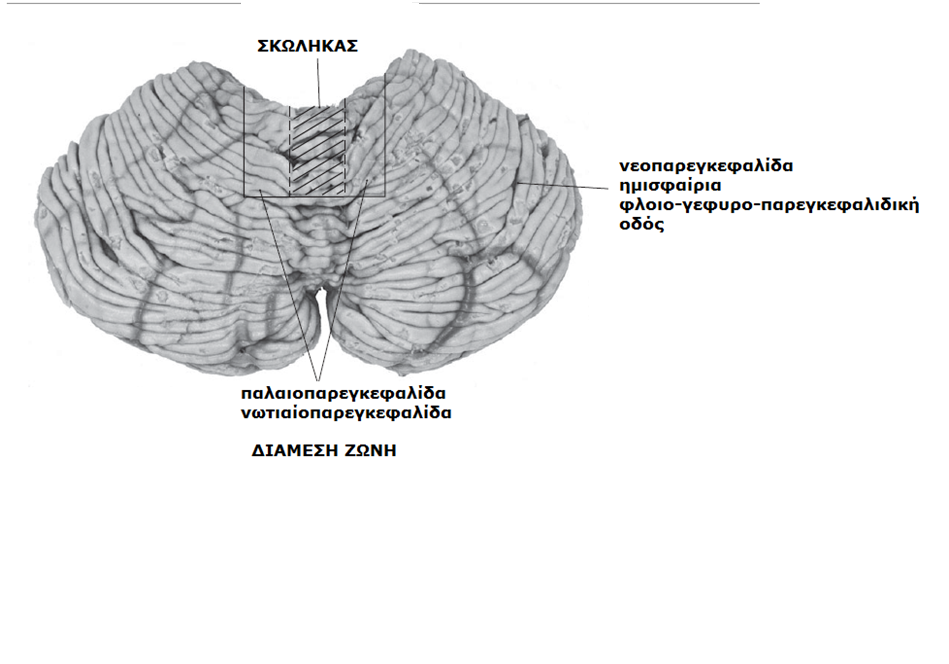 ΣΚΩΛΗΚΑΣ
νεοπαρεγκεφαλίδα
ημισφαίρια
φλοιο-γεφυρο-παρεγκεφαλιδική
οδός
παλαιοπαρεγκεφαλίδα
νωτιαίοπαρεγκεφαλίδα
ΔΙΑΜΕΣΗ ΖΩΝΗ